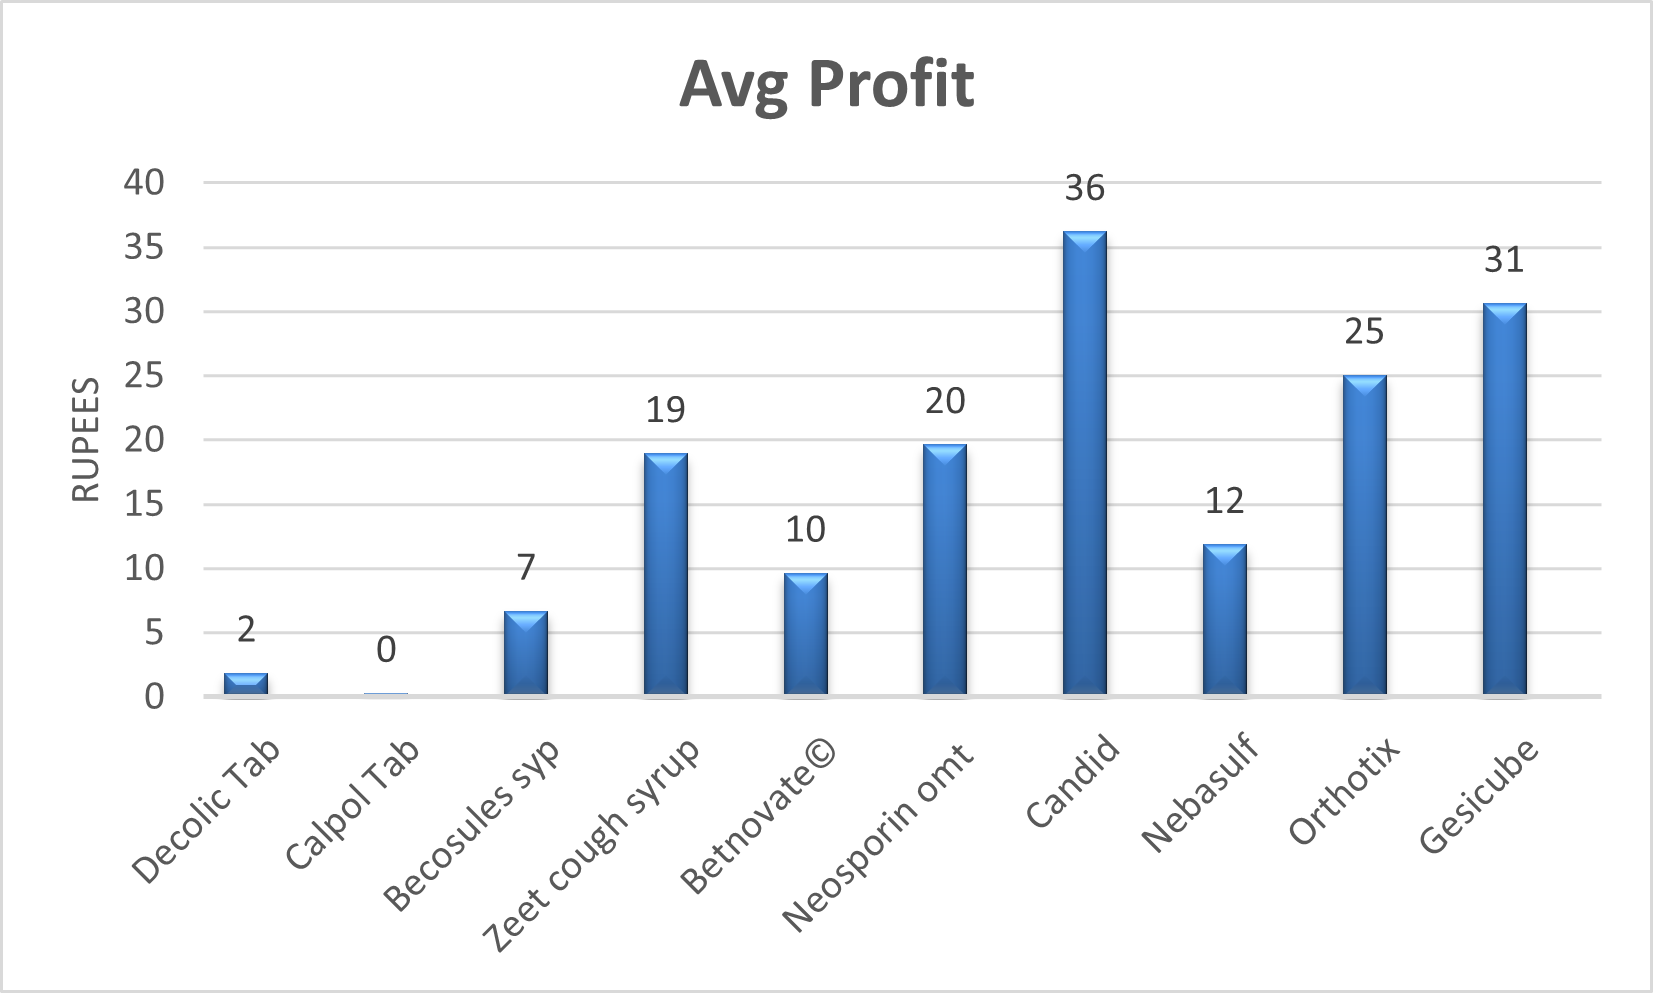 Avg Profit
40
35
30
25
20
15
10
5
0
RUPEES
2
0
7
19
10
20
36
12
25
31
Decolic Tab
Calpol Tab
Becosules syp
Zeet cough syrup
Betnovate©
Neosporin omt
Candid
Nebasulf
Orthotix
Gesicube